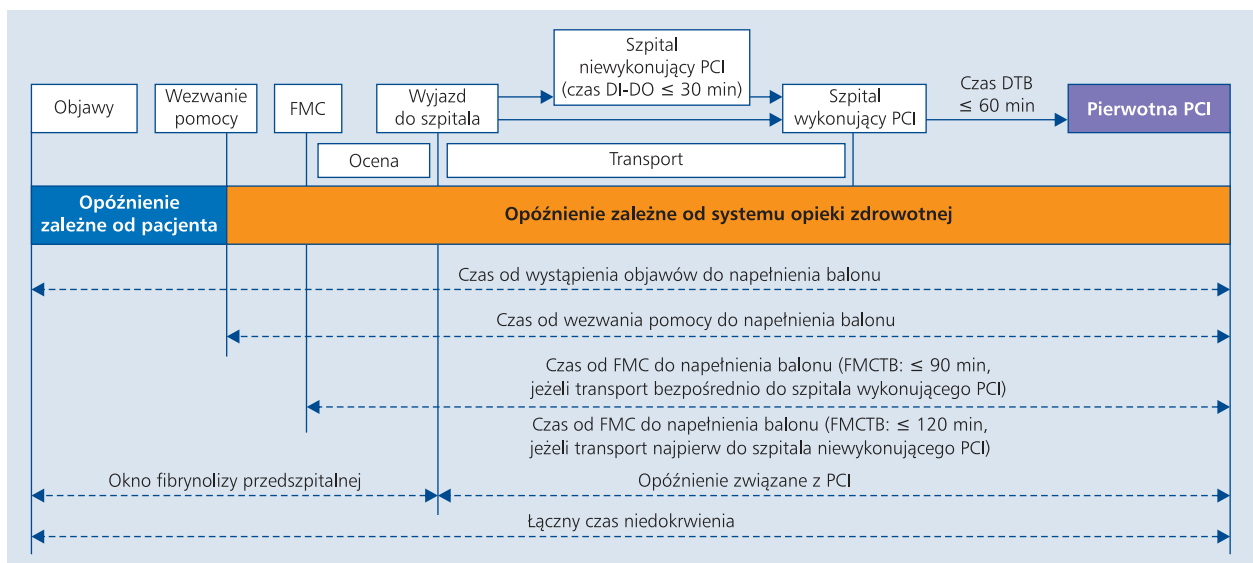 Szpital
niewykonujący PCI
(czas DI-DO ≤ 30 min)
Objawy
Wezwanie
pomocy
FMC
Wyjazd
do szpitala
Szpital
wykonujący PCI
Czas DTB
≤ 60 min
Pierwotna PCI
Ocena
Transport
Opóźnienie
zależne od pacjenta
Opóźnienie zależne od systemu opieki zdrowotnej
Czas od wystąpienia objawów do napełnienia balonu
Czas od wezwania pomocy do napełnienia balonu
Czas od FMC do napełnienia balonu (FMCTB: ≤ 90 min,
jeżeli transport bezpośrednio do szpitala wykonującego PCI)
Czas od FMC do napełnienia balonu (FMCTB: ≤ 120 min,
jeżeli transport najpierw do szpitala niewykonującego PCI)
Okno fibrynolizy przedszpitalnej
Opóźnienie związane z PCI
Łączny czas niedokrwienia